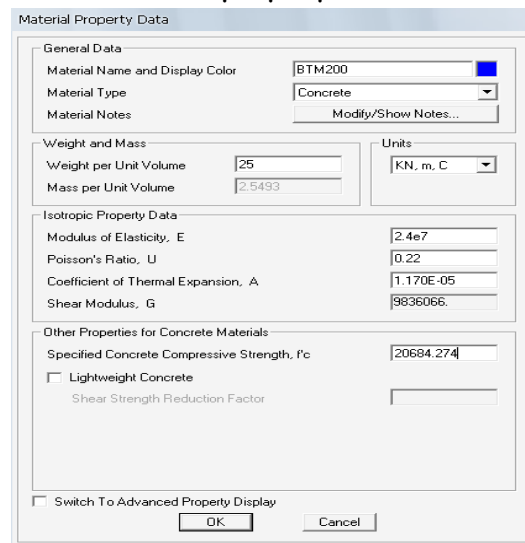 Material Property Data
General Data
Material Name and Display Color BTM200
Material Type Concrete
Material Notes Modify/Show Notes...
Weight and Mass Units
Weight per Unit Volume 25 KN, m, C
Mass per Unit Volume 2.5493
Isotropic Property Data
Modulus of Elasticity, E 2.4e7
Poisson's Ratio, U 0.22
Coefficient of Thermal Expansion, A 1.170E-05
Shear Modulus, G 9836066.
Other Properties for Concrete Materials
Specified Concrete Compressive Strength, f'c 20684.274
Lightweight Concrete
Shear Strength Reduction Factor
Switch To Advanced Property Display
OK Cancel